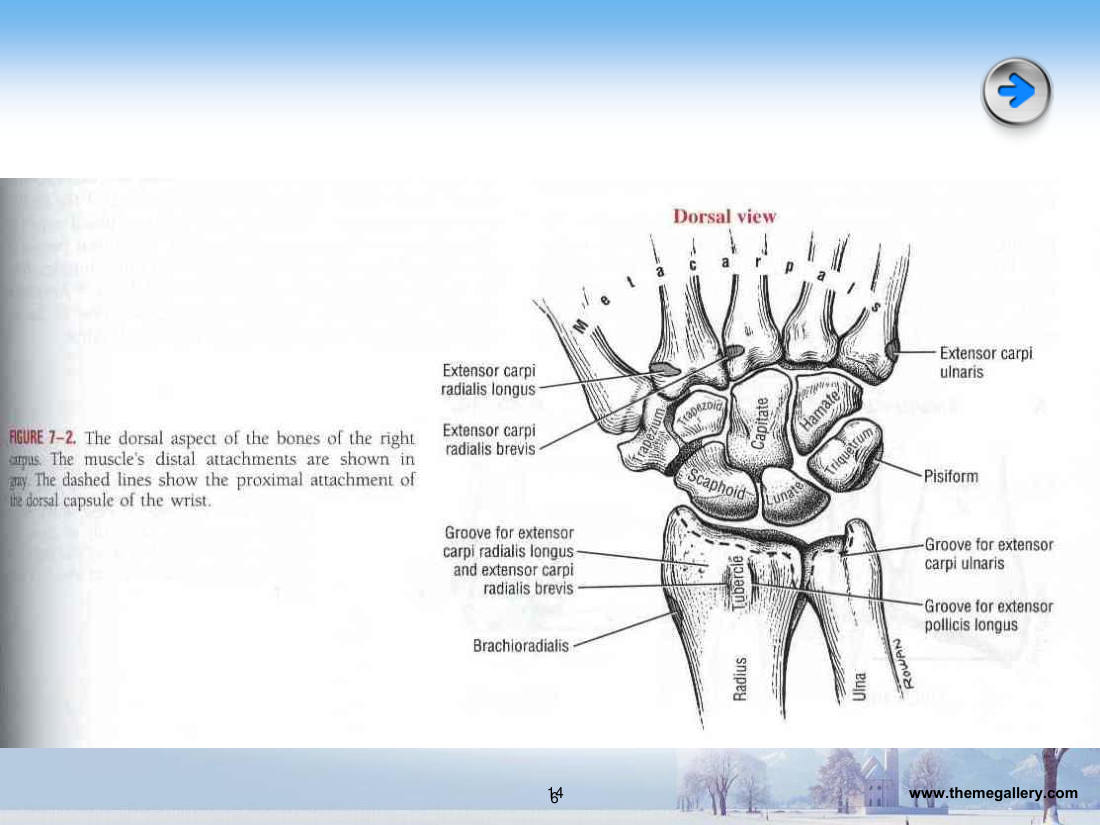 Dorsal view
Metacarpals
Extensor carpi
radialis longus
Extensor carpi
radialis brevis
Extensor carpi
ulnaris
Trapezium
Trapezoid
Capitate
Hamate
Triquetrum
Scaphoid
Lunate
Pisiform
FIGURE 7–2. The dorsal aspect of the bones of the right
carpus. The muscle's distal attachments are shown in
gray. The dashed lines show the proximal attachment of
the dorsal capsule of the wrist.
Groove for extensor
carpi radialis longus
and extensor carpi
radialis brevis
Brachioradialis
Tubercle
Radius
Ulna
Groove for extensor
carpi ulnaris
Groove for extensor
pollicis longus
ROWAN
www.themegallery.com